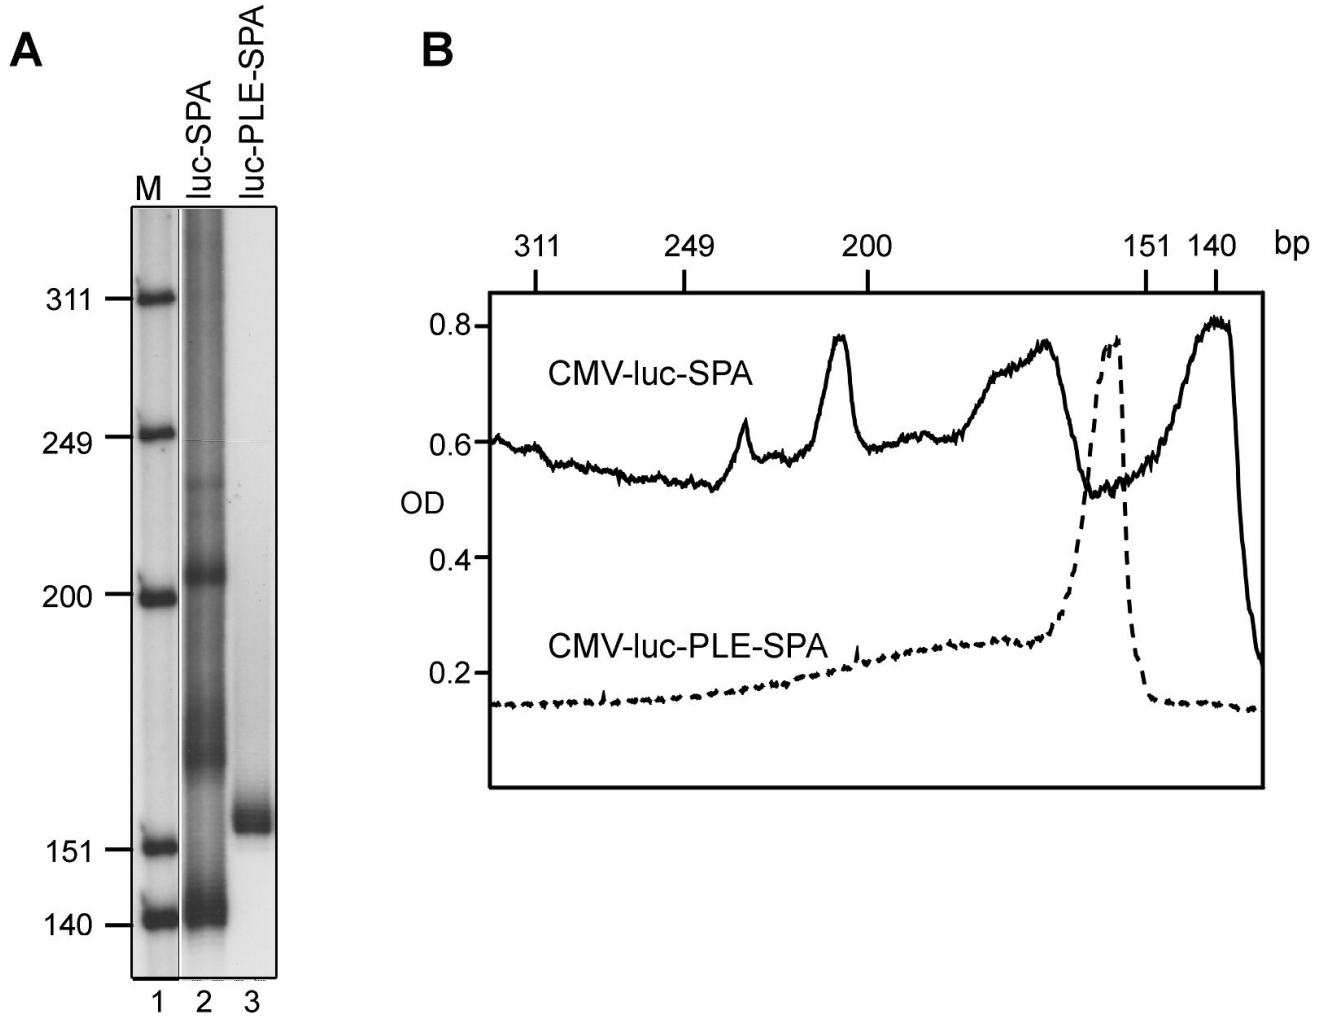 A
M
luc-SPA
luc-PLE-SPA
311
249
200
151
140
1 2 3
B
311 249 200 151 140 bp
0.8
0.6
OD
0.4
0.2
CMV-luc-SPA
CMV-luc-PLE-SPA